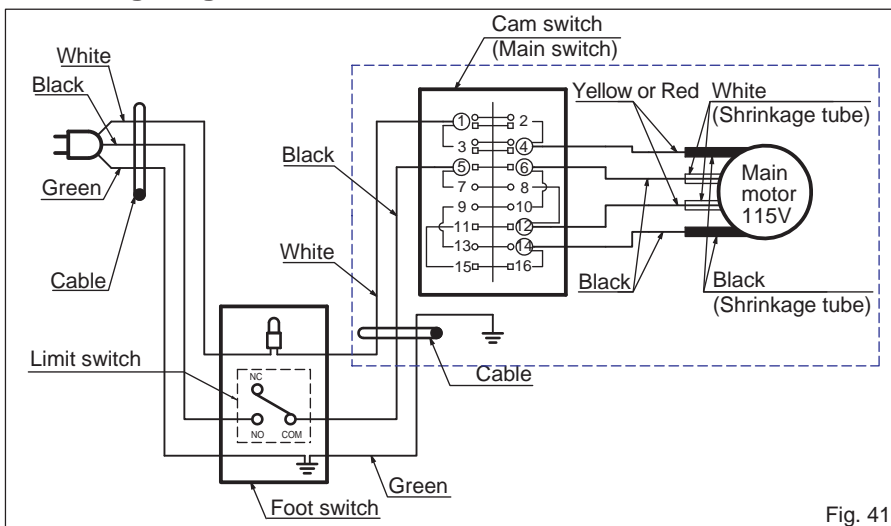 Cam switch
(Main switch)
White
Black
Green
Cable
Yellow or Red
White
(Shrinkage tube)
Black
White
1 2
3 4
5 6
7 8
9 10
11 12
13 14
15 16
Main
motor
115V
Black
Black
(Shrinkage tube)
Limit switch
NC
NO COM
Cable
Green
Foot switch
Fig. 41